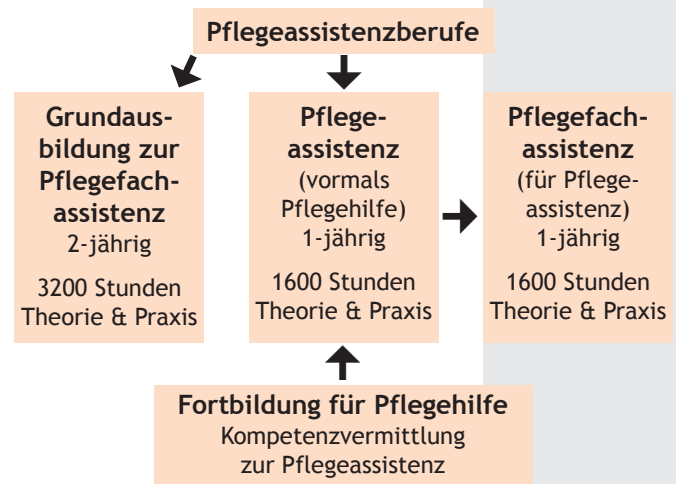 Pflegeassistenzberufe
Grundaus-
bildung zur
Pflegefach-
assistenz
2-jährig
3200 Stunden
Theorie & Praxis
Pflege-
assistenz
(vormals
Pflegehilfe)
1-jährig
1600 Stunden
Theorie & Praxis
Pflegefach-
assistenz
(für Pflege-
assistenz)
1-jährig
1600 Stunden
Theorie & Praxis
Fortbildung für Pflegehilfe
Kompetenzvermittlung
zur Pflegeassistenz